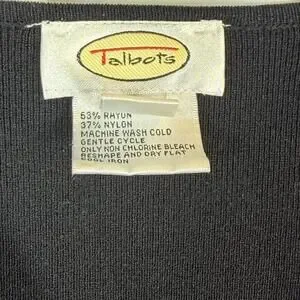 Talbots
63% RAYON
37% NYLON
MACHINE WASH COLD
GENTLE CYCLE
ONLY NON CHLORINE BLEACH
RESHAPE AND DRY FLAT
COOL IRON